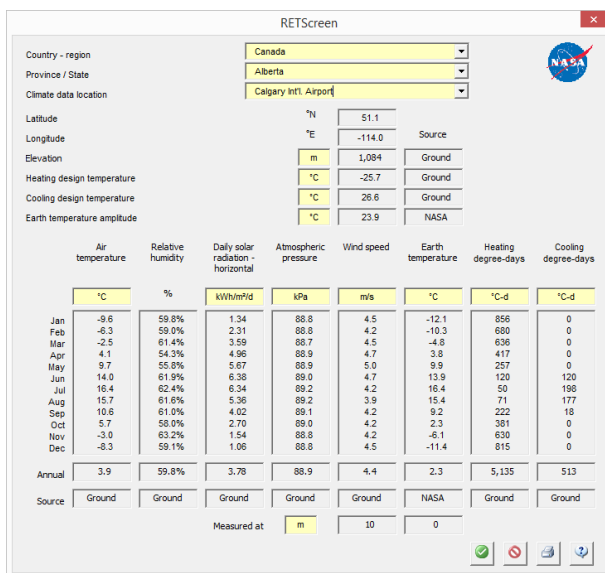 RETScreen
Country - region Canada
Province / State Alberta
Climate data location Calgary Int'l. Airport
NASA
Latitude °N 51.1
Longitude °E -114.0 Source
Elevation m 1,084 Ground
Heating design temperature °C -25.7 Ground
Cooling design temperature °C 26.6 Ground
Earth temperature amplitude °C 23.9 NASA
Air Relative Daily solar Atmospheric Wind speed Earth Heating Cooling
temperature humidity radiation - pressure temperature degree-days degree-days
horizontal
°C % kWh/m²/d kPa m/s °C °C-d °C-d
Jan -9.6 59.8% 1.34 88.8 4.5 -12.1 856 0
Feb -6.3 59.0% 2.31 88.8 4.2 -10.3 680 0
Mar -2.5 61.4% 3.59 88.7 4.5 -4.8 636 0
Apr 4.1 54.3% 4.96 88.9 4.7 3.8 417 0
May 9.7 55.8% 5.67 88.9 5.0 9.9 257 0
Jun 14.0 61.9% 6.38 89.0 4.7 13.9 120 120
Jul 16.4 62.4% 6.34 89.2 4.2 16.4 50 198
Aug 15.7 61.6% 5.36 89.2 3.9 15.4 71 177
Sep 10.6 61.0% 4.02 89.1 4.2 9.2 222 18
Oct 5.7 58.0% 2.70 89.0 4.2 2.3 381 0
Nov -3.0 63.2% 1.54 88.8 4.2 -6.1 630 0
Dec -8.3 59.1% 1.06 88.8 4.5 -11.4 815 0
Annual 3.9 59.8% 3.78 88.9 4.4 2.3 5,135 513
Source Ground Ground Ground Ground Ground NASA Ground Ground
Measured at m 10 0